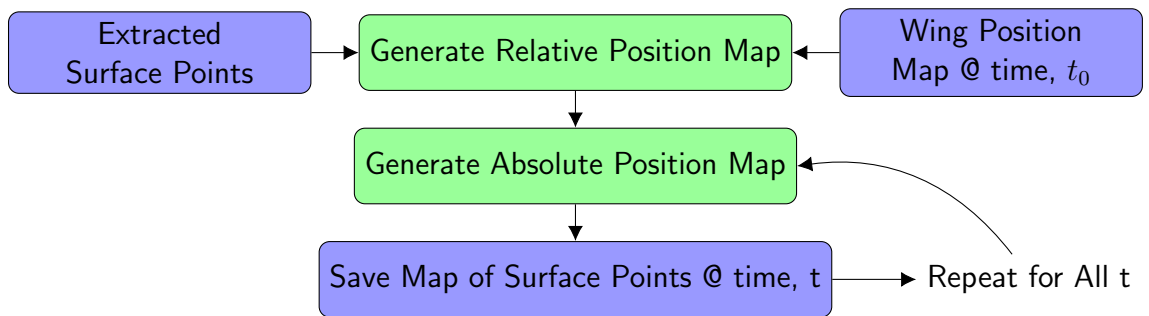 Extracted
Surface Points
Generate Relative Position Map
Wing Position
Map @ time, t₀
Generate Absolute Position Map
Save Map of Surface Points @ time, t
Repeat for All t